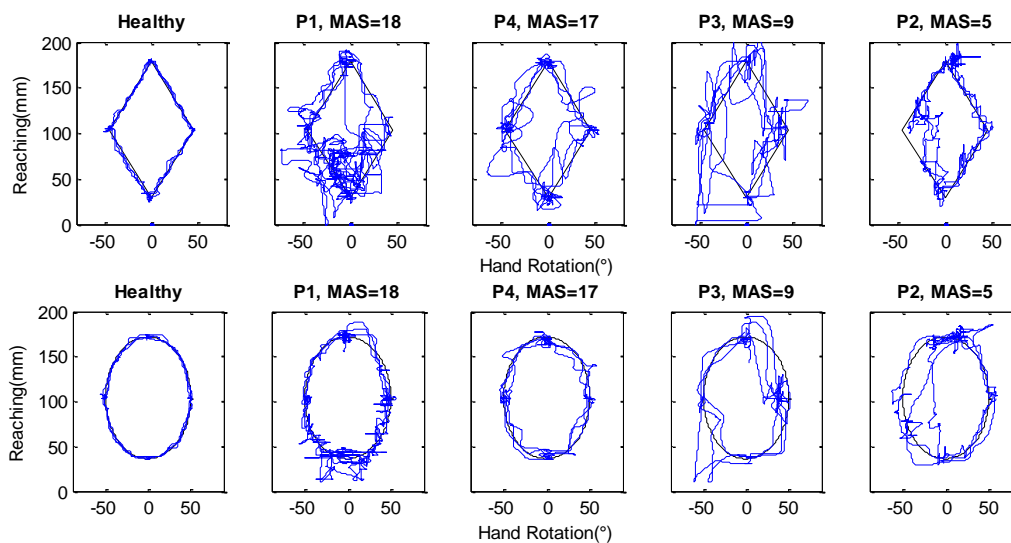 Healthy
P1, MAS=18
P4, MAS=17
P3, MAS=9
P2, MAS=5
200
150
100
50
0
Reaching(mm)
-50 0 50
-50 0 50
-50 0 50
-50 0 50
-50 0 50
Hand Rotation(°)
Healthy
P1, MAS=18
P4, MAS=17
P3, MAS=9
P2, MAS=5
200
150
100
50
0
Reaching(mm)
-50 0 50
-50 0 50
-50 0 50
-50 0 50
-50 0 50
Hand Rotation(°)